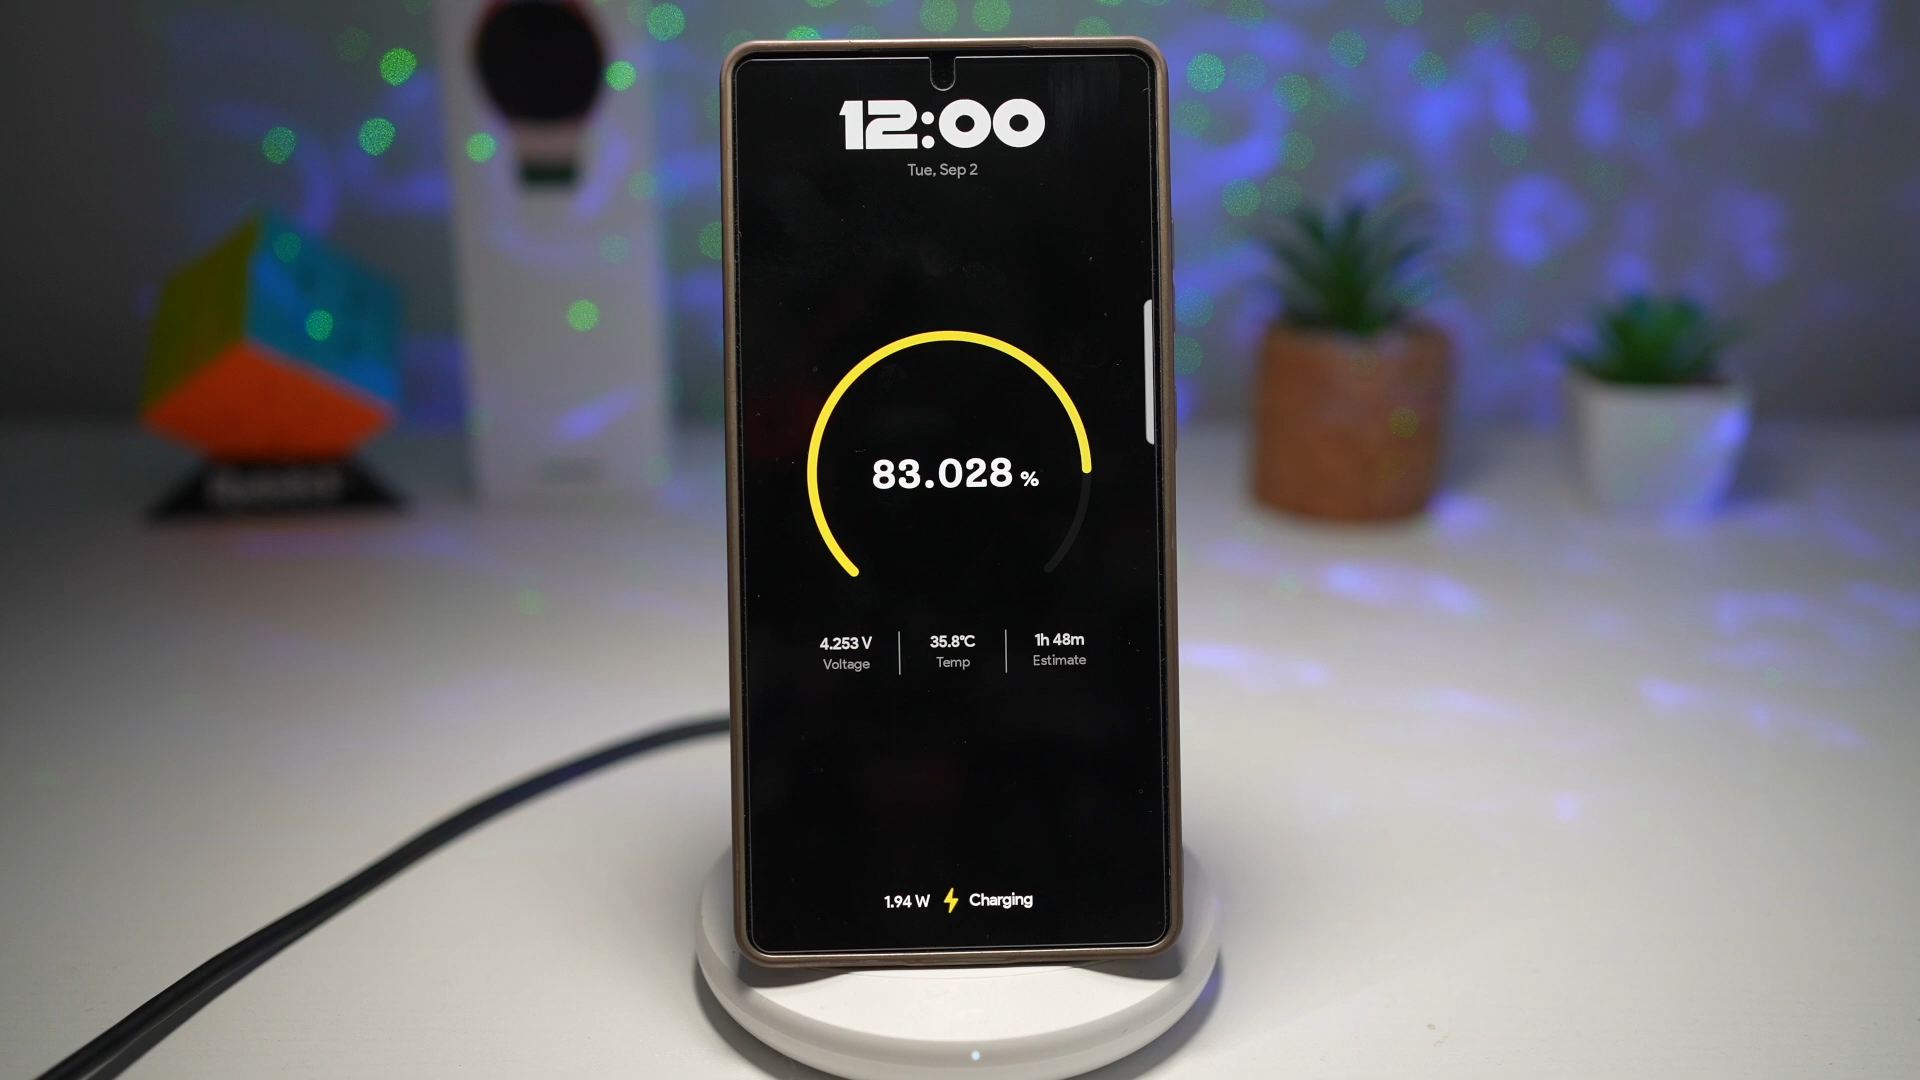 12:00
Tue, Sep 2
83.028 %
4.253 V
Voltage
35.8°C
Temp
1h 48m
Estimate
1.94 W ⚡ Charging